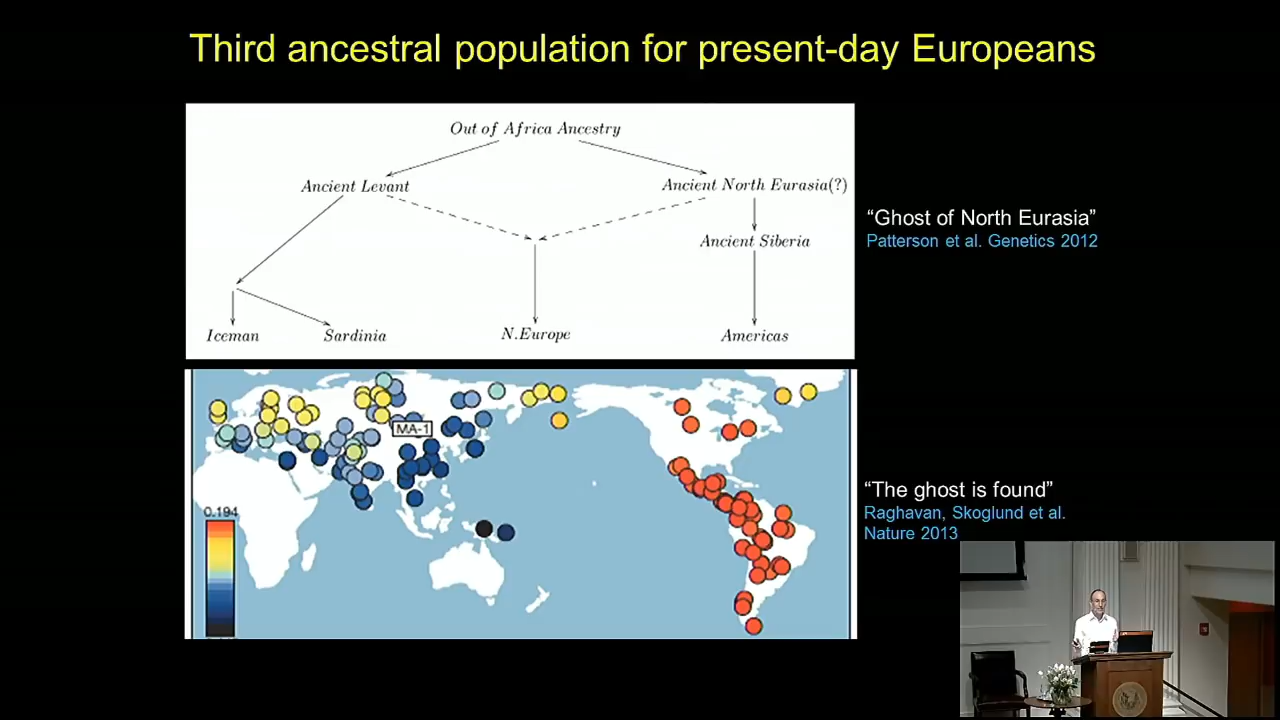 Third ancestral population for present-day Europeans
Out of Africa Ancestry
Ancient Levant
Ancient North Eurasia(?)
"Ghost of North Eurasia"
Patterson et al. Genetics 2012
Ancient Siberia
Iceman
Sardinia
N.Europe
Americas
MA-1
0.194
"The ghost is found"
Raghavan, Skoglund et al.
Nature 2013